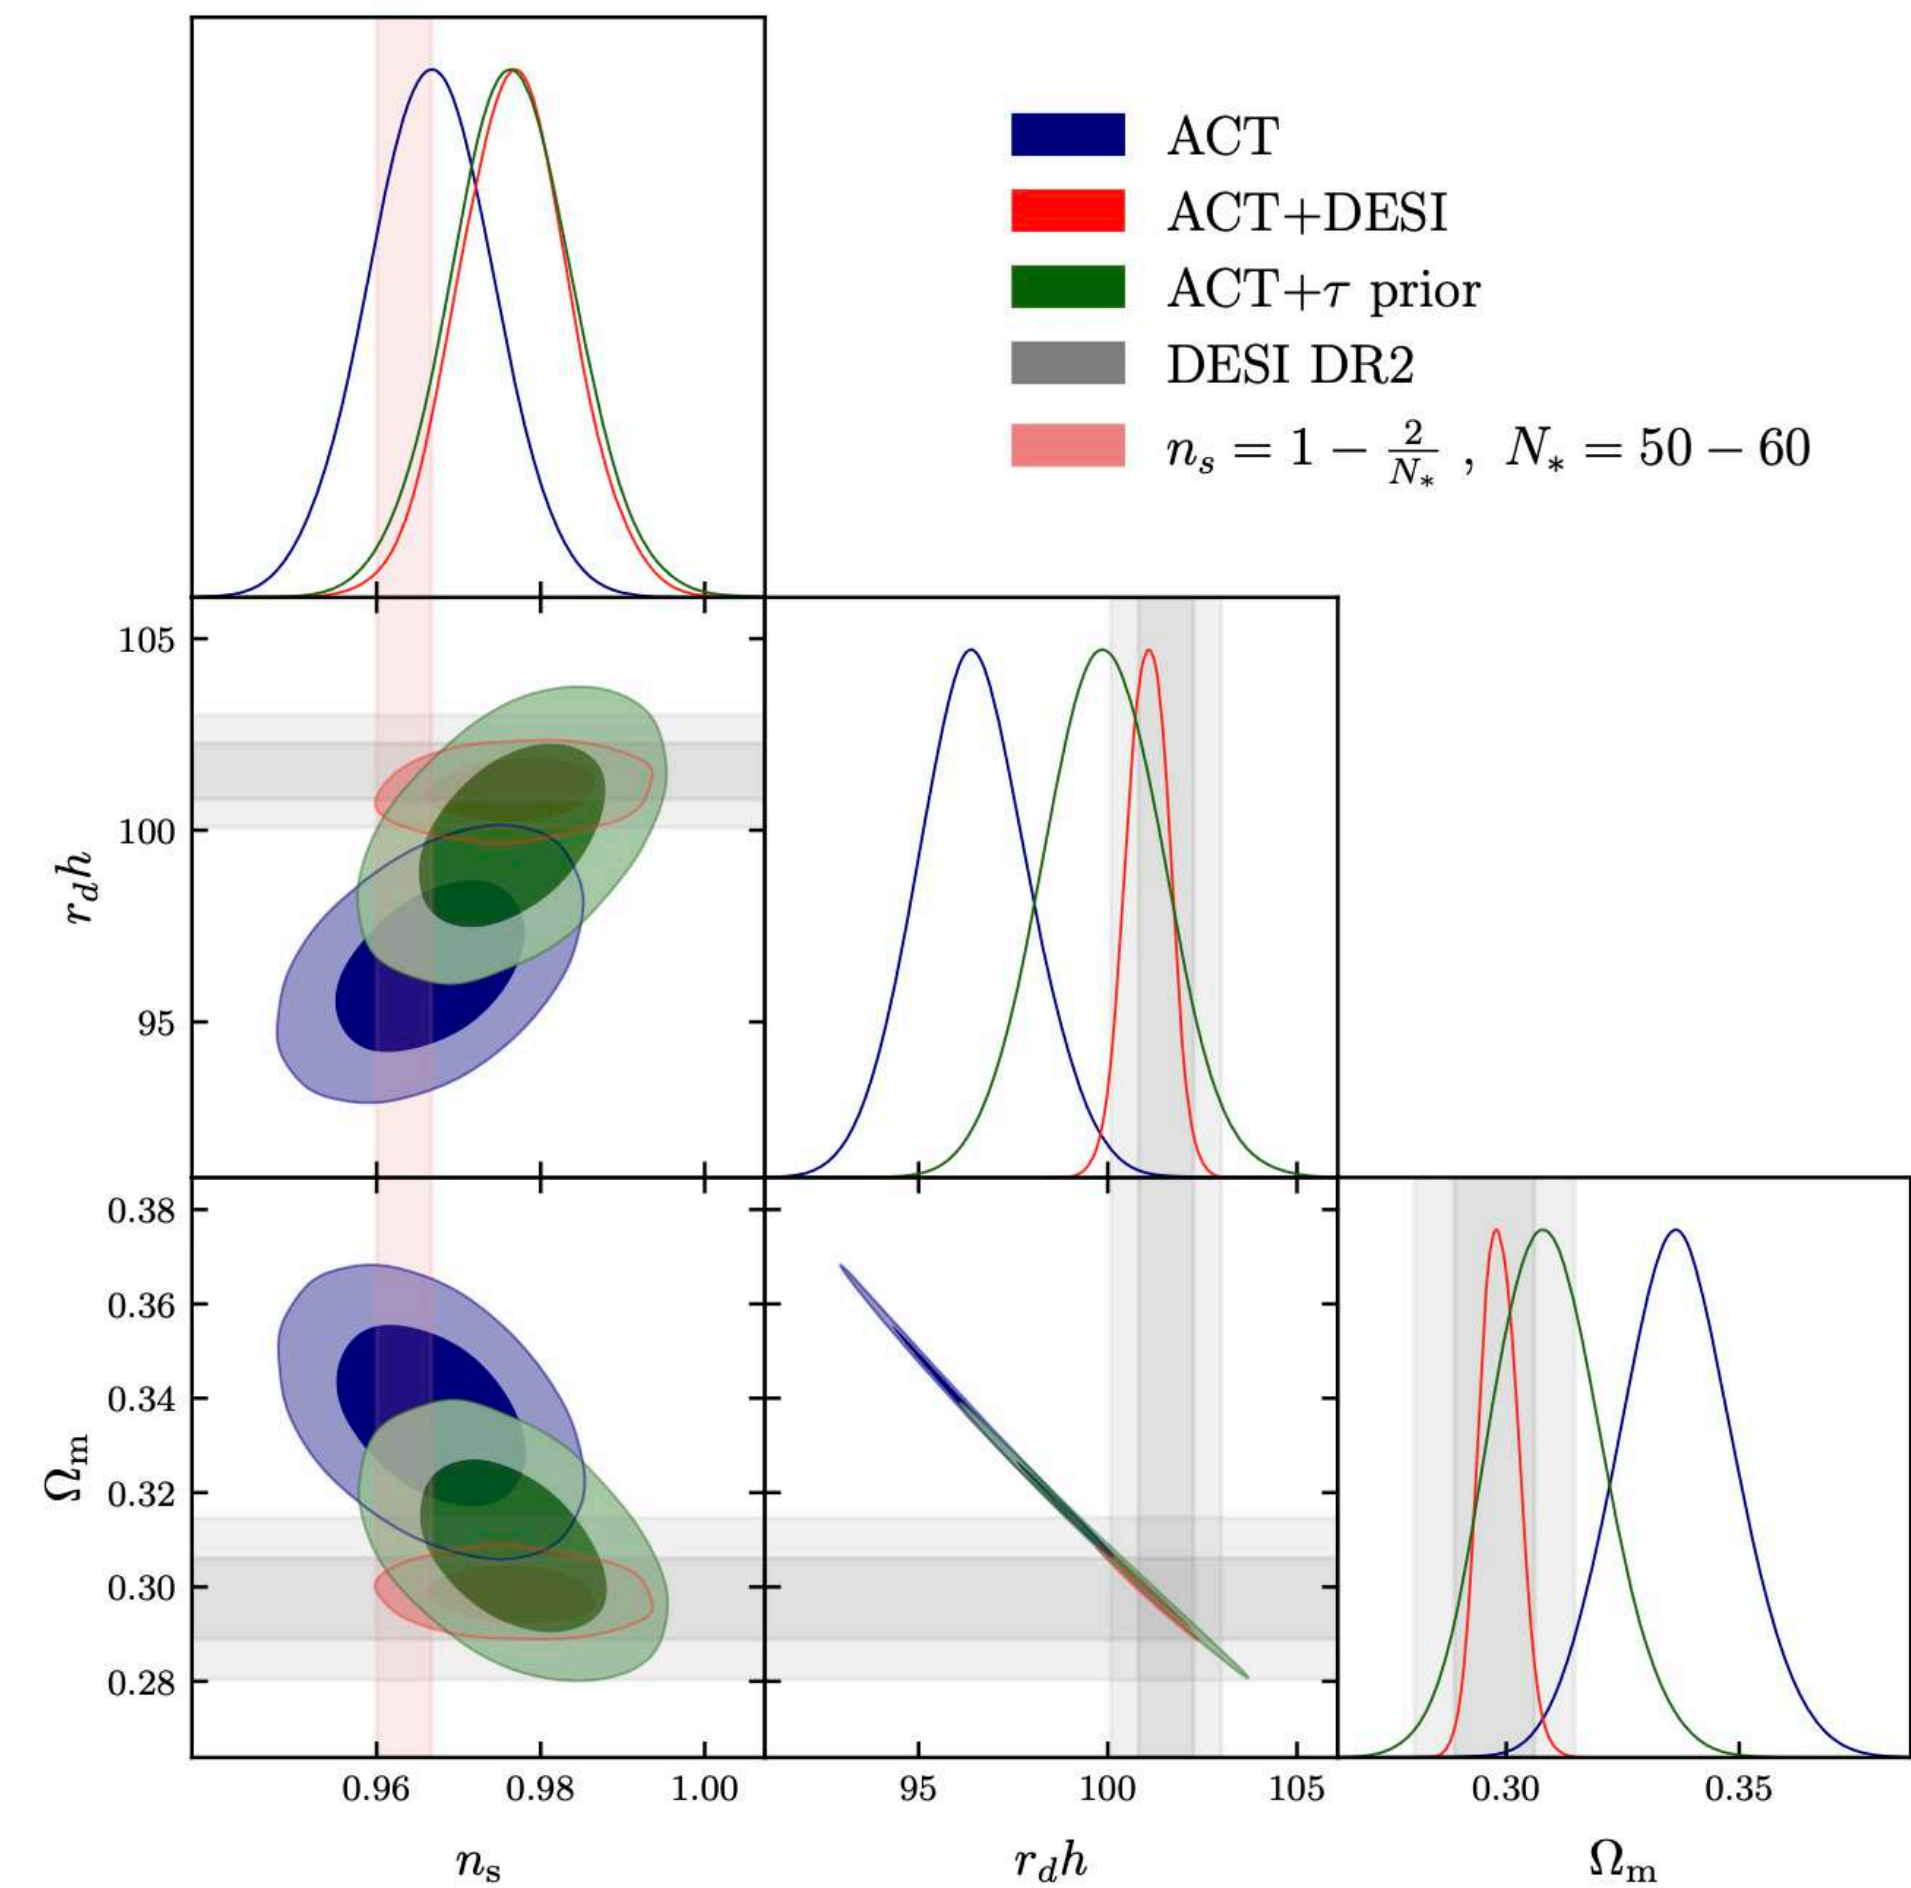 ACT
ACT+DESI
ACT+τ prior
DESI DR2
n_s = 1 − 2/N_* , N_* = 50 − 60
105
100
95
r_d h
0.38
0.36
0.34
0.32
0.30
0.28
Ω_m
0.96 0.98 1.00 95 100 105 0.30 0.35
n_s r_d h Ω_m